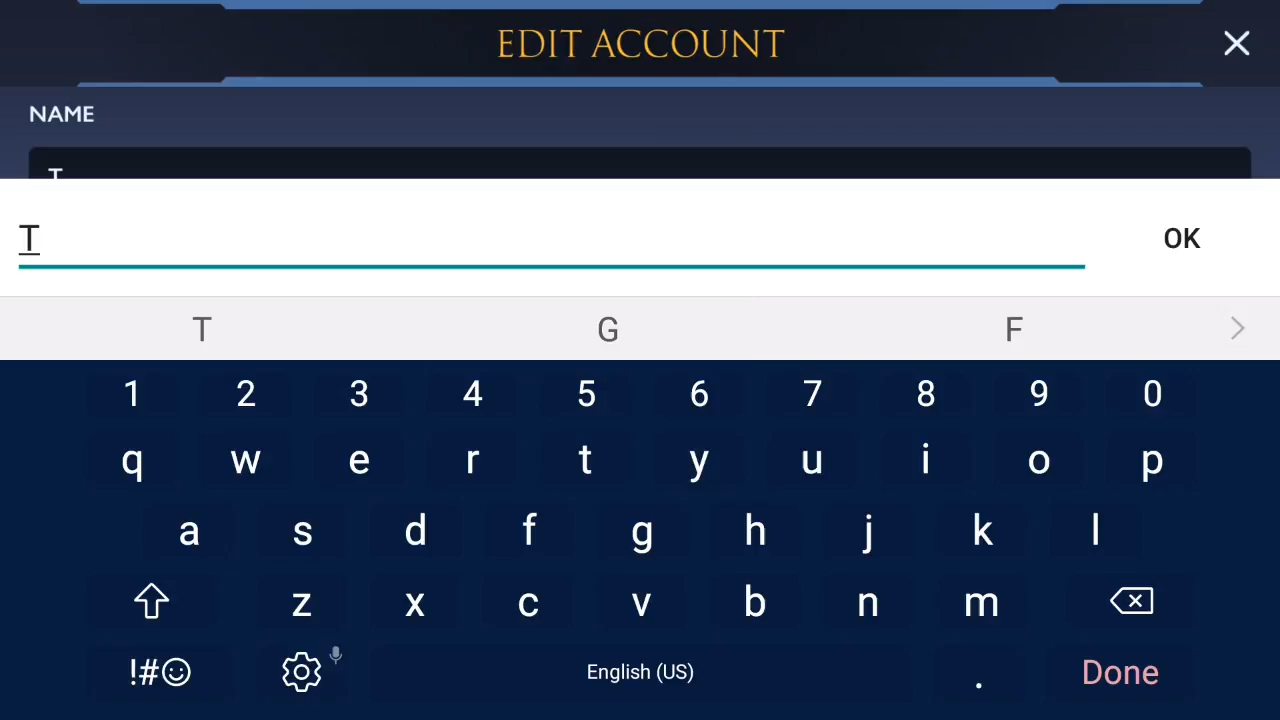 EDIT ACCOUNT
NAME
T
T
OK
T G F
1 2 3 4 5 6 7 8 9 0
q w e r t y u i o p
a s d f g h j k l
z x c v b n m
!#☺ English (US) . Done